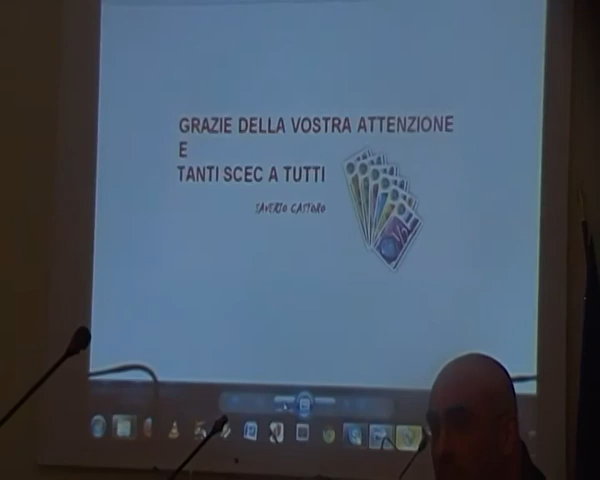 GRAZIE DELLA VOSTRA ATTENZIONE
E
TANTI SCEC A TUTTI
SAVERIO CASTORO